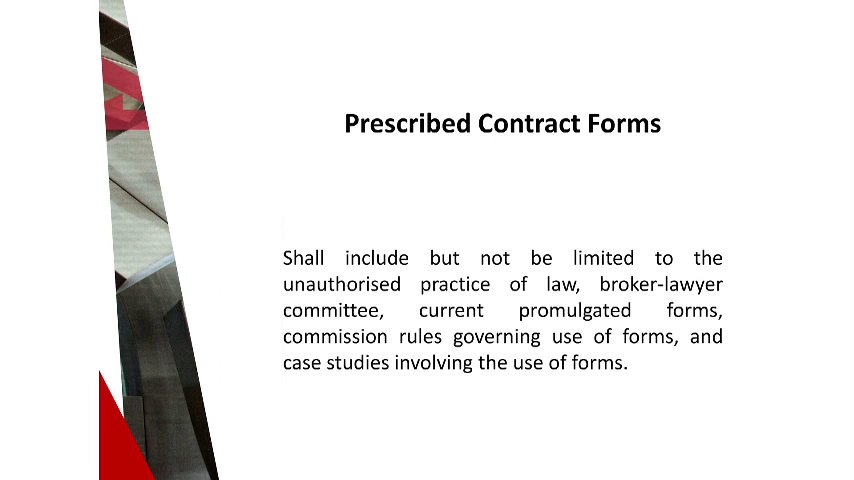 Prescribed Contract Forms
Shall include but not be limited to the
unauthorised practice of law, broker-lawyer
committee, current promulgated forms,
commission rules governing use of forms, and
case studies involving the use of forms.